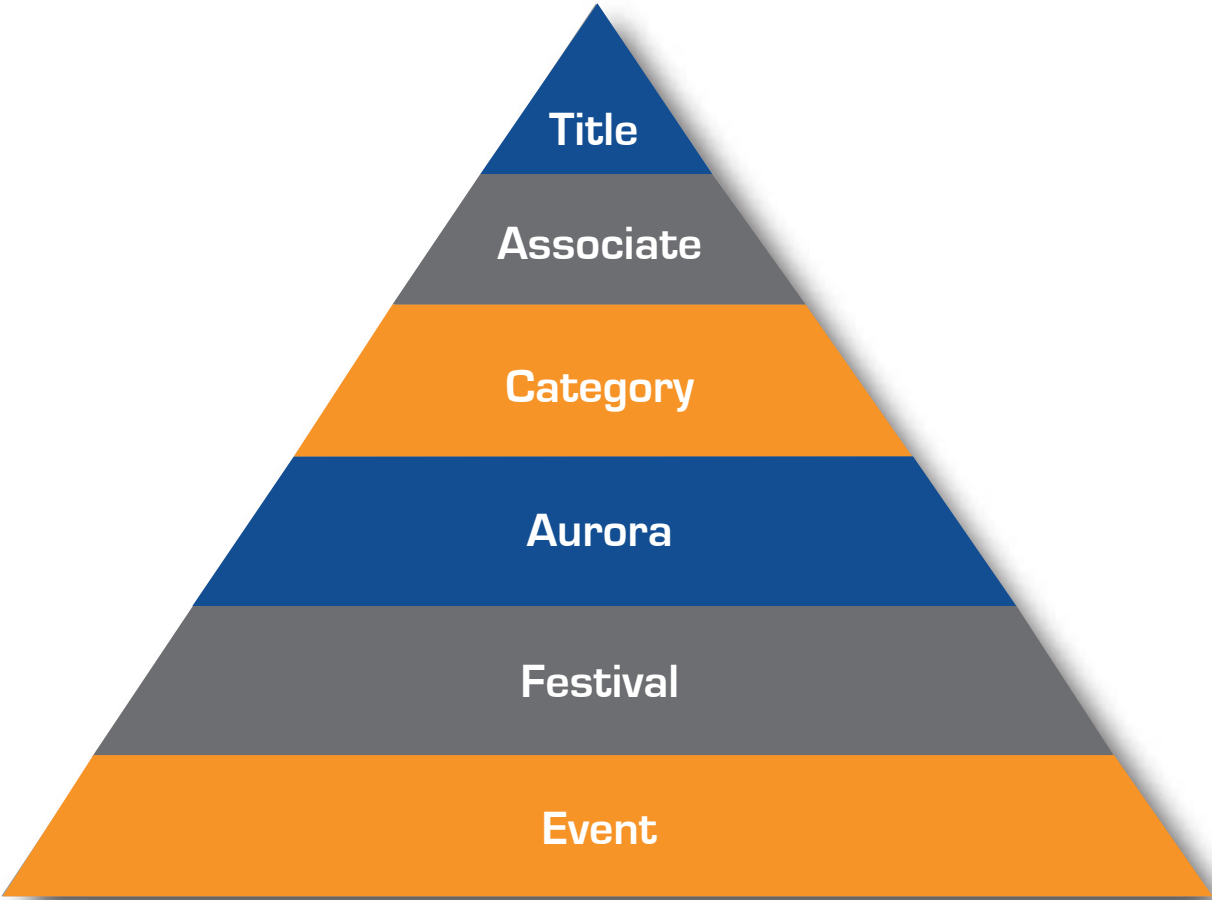 Title
Associate
Category
Aurora
Festival
Event